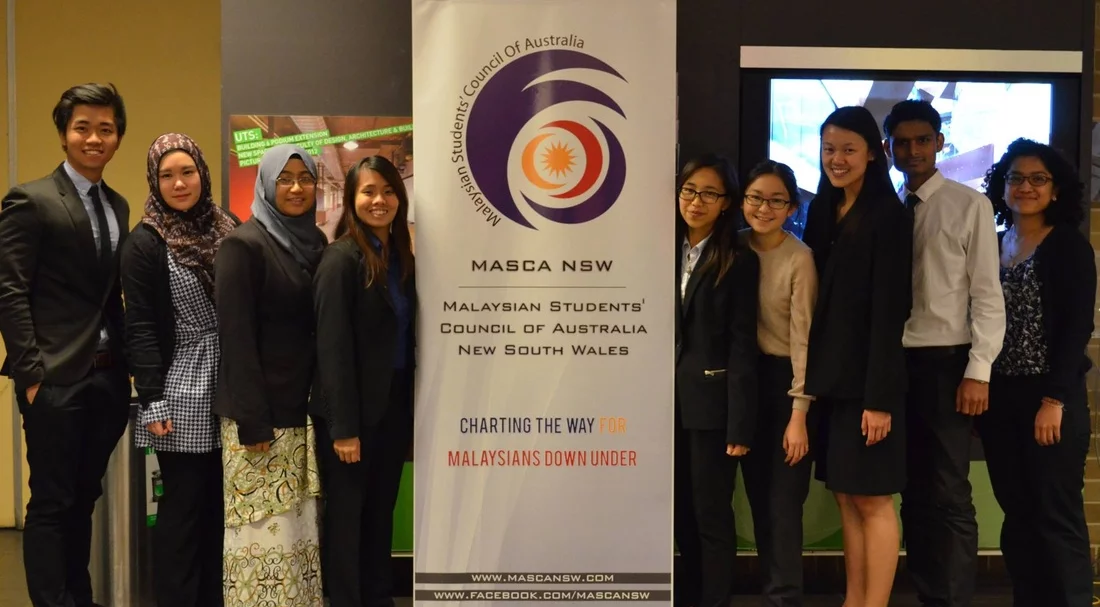 UTS:
BUILDING & PODIUM EXTENSION
Malaysian Students' Council Of Australia
MASCA NSW
MALAYSIAN STUDENTS'
COUNCIL OF AUSTRALIA
NEW SOUTH WALES
CHARTING THE WAY FOR
MALAYSIANS DOWN UNDER
WWW.MASCANSW.COM
WWW.FACEBOOK.COM/MASCANSW